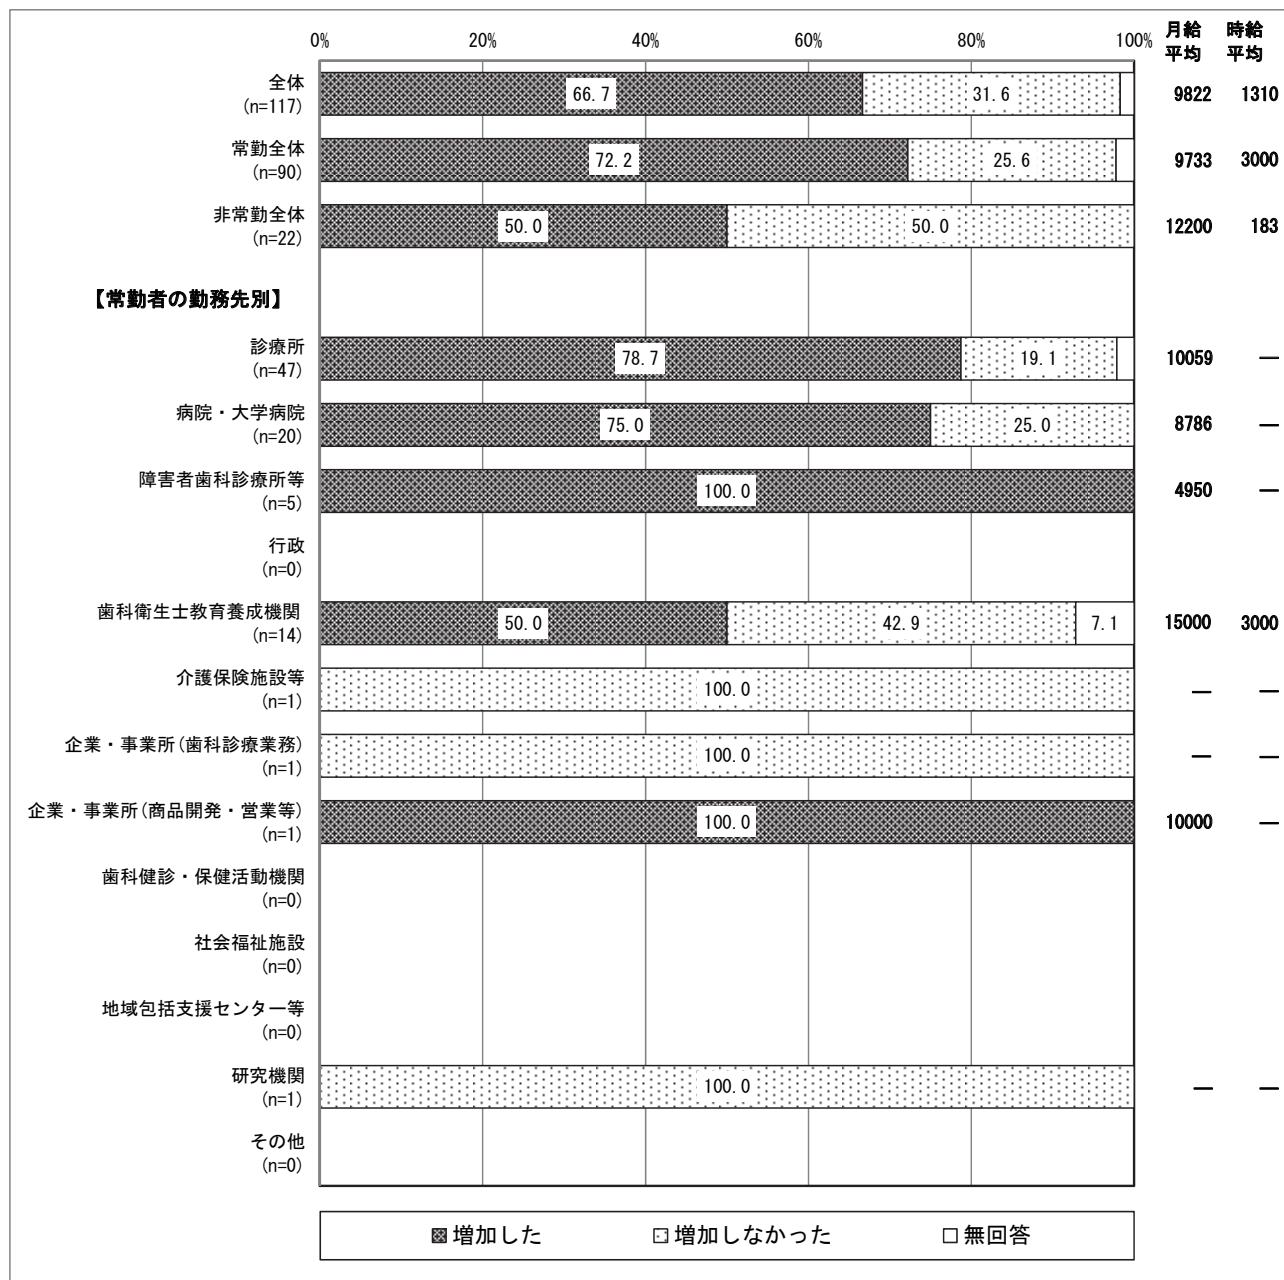 0% 20% 40% 60% 80% 100% 月給 時給
平均 平均
全体
(n=117) 66.7 31.6 9822 1310
常勤全体
(n=90) 72.2 25.6 9733 3000
非常勤全体
(n=22) 50.0 50.0 12200 183
【常勤者の勤務先別】
診療所
(n=47) 78.7 19.1 10059 —
病院・大学病院
(n=20) 75.0 25.0 8786 —
障害者歯科診療所等
(n=5) 100.0 4950 —
行政
(n=0)
歯科衛生士教育養成機関
(n=14) 50.0 42.9 7.1 15000 3000
介護保険施設等
(n=1) 100.0 — —
企業・事業所(歯科診療業務)
(n=1) 100.0 — —
企業・事業所(商品開発・営業等)
(n=1) 100.0 10000 —
歯科健診・保健活動機関
(n=0)
社会福祉施設
(n=0)
地域包括支援センター等
(n=0)
研究機関
(n=1) 100.0 — —
その他
(n=0)
増加した 増加しなかった 無回答